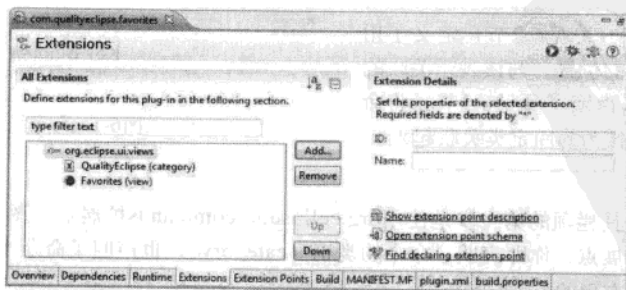 com.qualityeclipse.favorites
Extensions
All Extensions
Define extensions for this plug-in in the following section.
type filter text
org.eclipse.ui.views
QualityEclipse (category)
Favorites (view)
Add...
Remove
Up
Down
Extension Details
Set the properties of the selected extension.
Required fields are denoted by "*".
ID:
Name:
Show extension point description
Open extension point schema
Find declaring extension point
Overview Dependencies Runtime Extensions Extension Points Build MANIFEST.MF plugin.xml build.properties